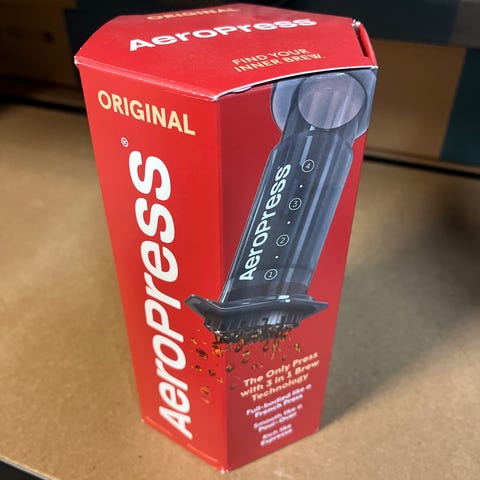 ORIGINAL
AeroPress
FIND YOUR
INNER BREW.
ORIGINAL
AeroPress®
AeroPress
1 2 3 4
The Only Press
with 3 in 1 Brew
Technology
Full-bodied like a
French Press
Smooth like a
Pour-Over
Rich like
Espresso